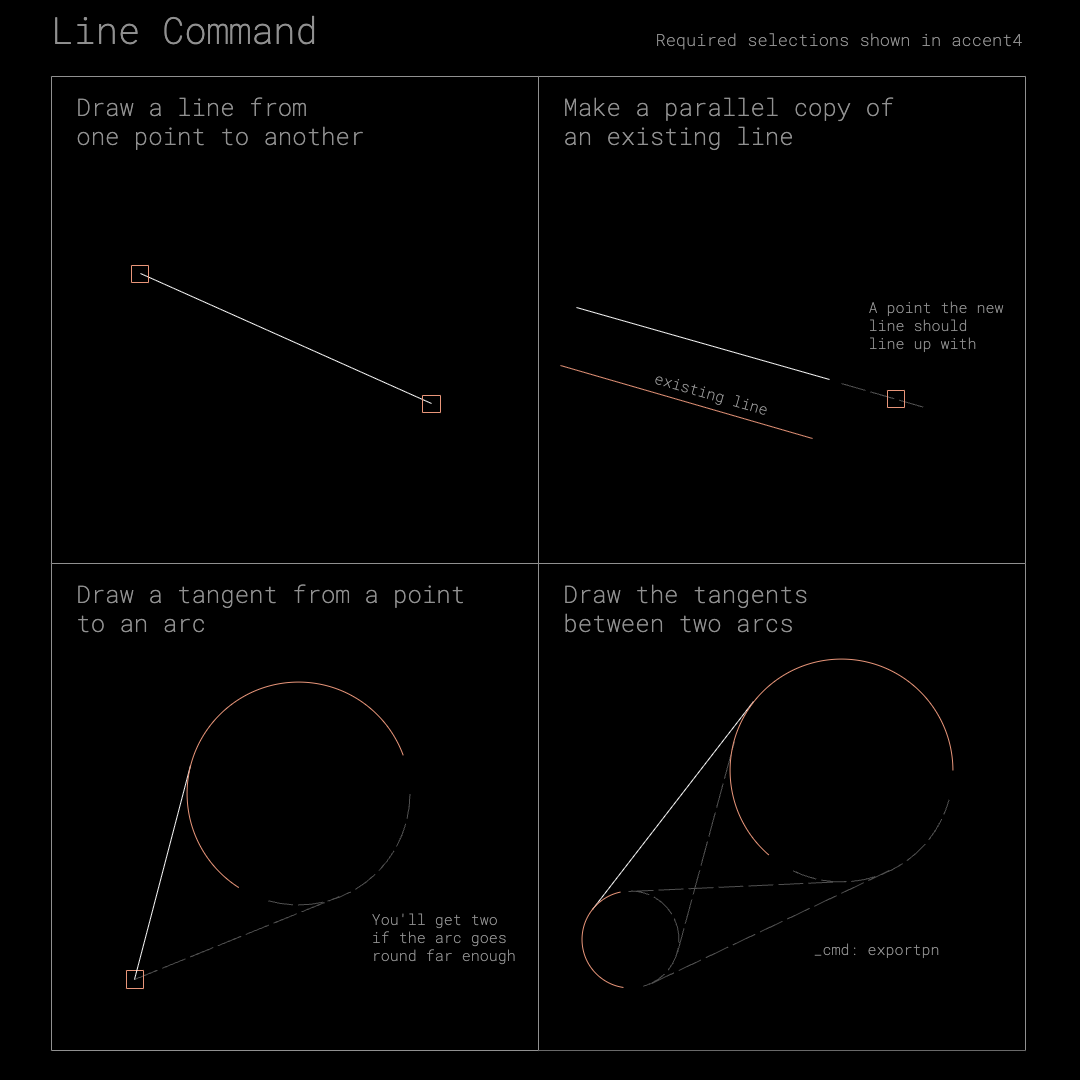 Line Command
Required selections shown in accent4
Draw a line from
one point to another
Make a parallel copy of
an existing line
A point the new
line should
line up with
existing line
Draw a tangent from a point
to an arc
You'll get two
if the arc goes
round far enough
Draw the tangents
between two arcs
_cmd: exportpn